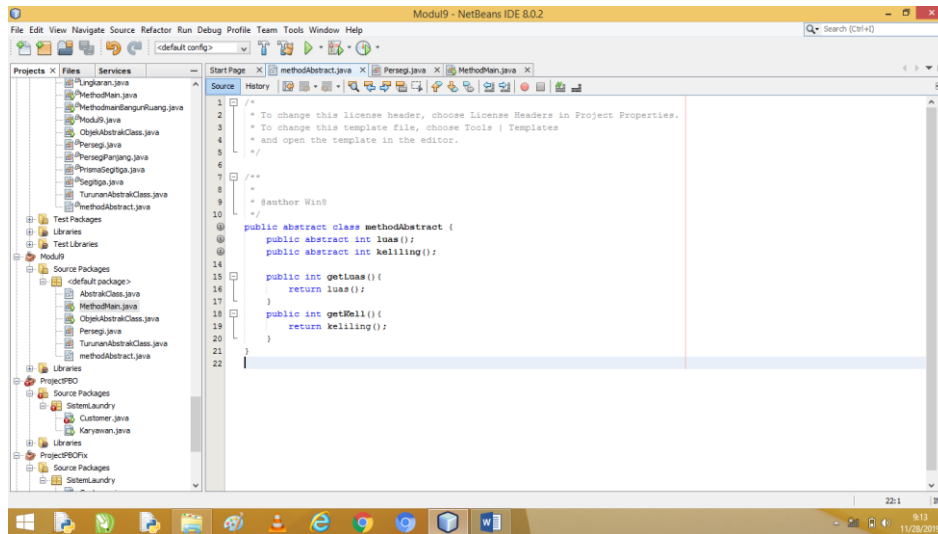 Modul9 - NetBeans IDE 8.0.2
File Edit View Navigate Source Refactor Run Debug Profile Team Tools Window Help
Search (Ctrl+I)
<default config>
Projects Files Services
Lingkaran.java
MethodMain.java
MethodmainBangunRuang.java
Modul9.java
ObjekAbstrakClass.java
Persegi.java
PersegiPanjang.java
PrismaSegitiga.java
Segitiga.java
TurunanAbstrakClass.java
methodAbstract.java
Test Packages
Libraries
Test Libraries
Modul9
Source Packages
<default package>
AbstrakClass.java
MethodMain.java
ObjekAbstrakClass.java
Persegi.java
TurunanAbstrakClass.java
methodAbstract.java
Libraries
ProjectPBO
Source Packages
SistemLaundry
Customer.java
Karyawan.java
Libraries
ProjectPBOFix
Source Packages
SistemLaundry
Start Page methodAbstract.java Persegi.java MethodMain.java
Source History
1 /*
2 * To change this license header, choose License Headers in Project Properties.
3 * To change this template file, choose Tools | Templates
4 * and open the template in the editor.
5 */
6
7 /**
8 *
9 * @author Win8
10 */
public abstract class methodAbstract {
public abstract int luas();
public abstract int keliling();
14
15 public int getLuas(){
16 return luas();
17 }
18 public int getKell(){
19 return keliling();
20 }
21 }
22
22:1
9:13
11/28/2019